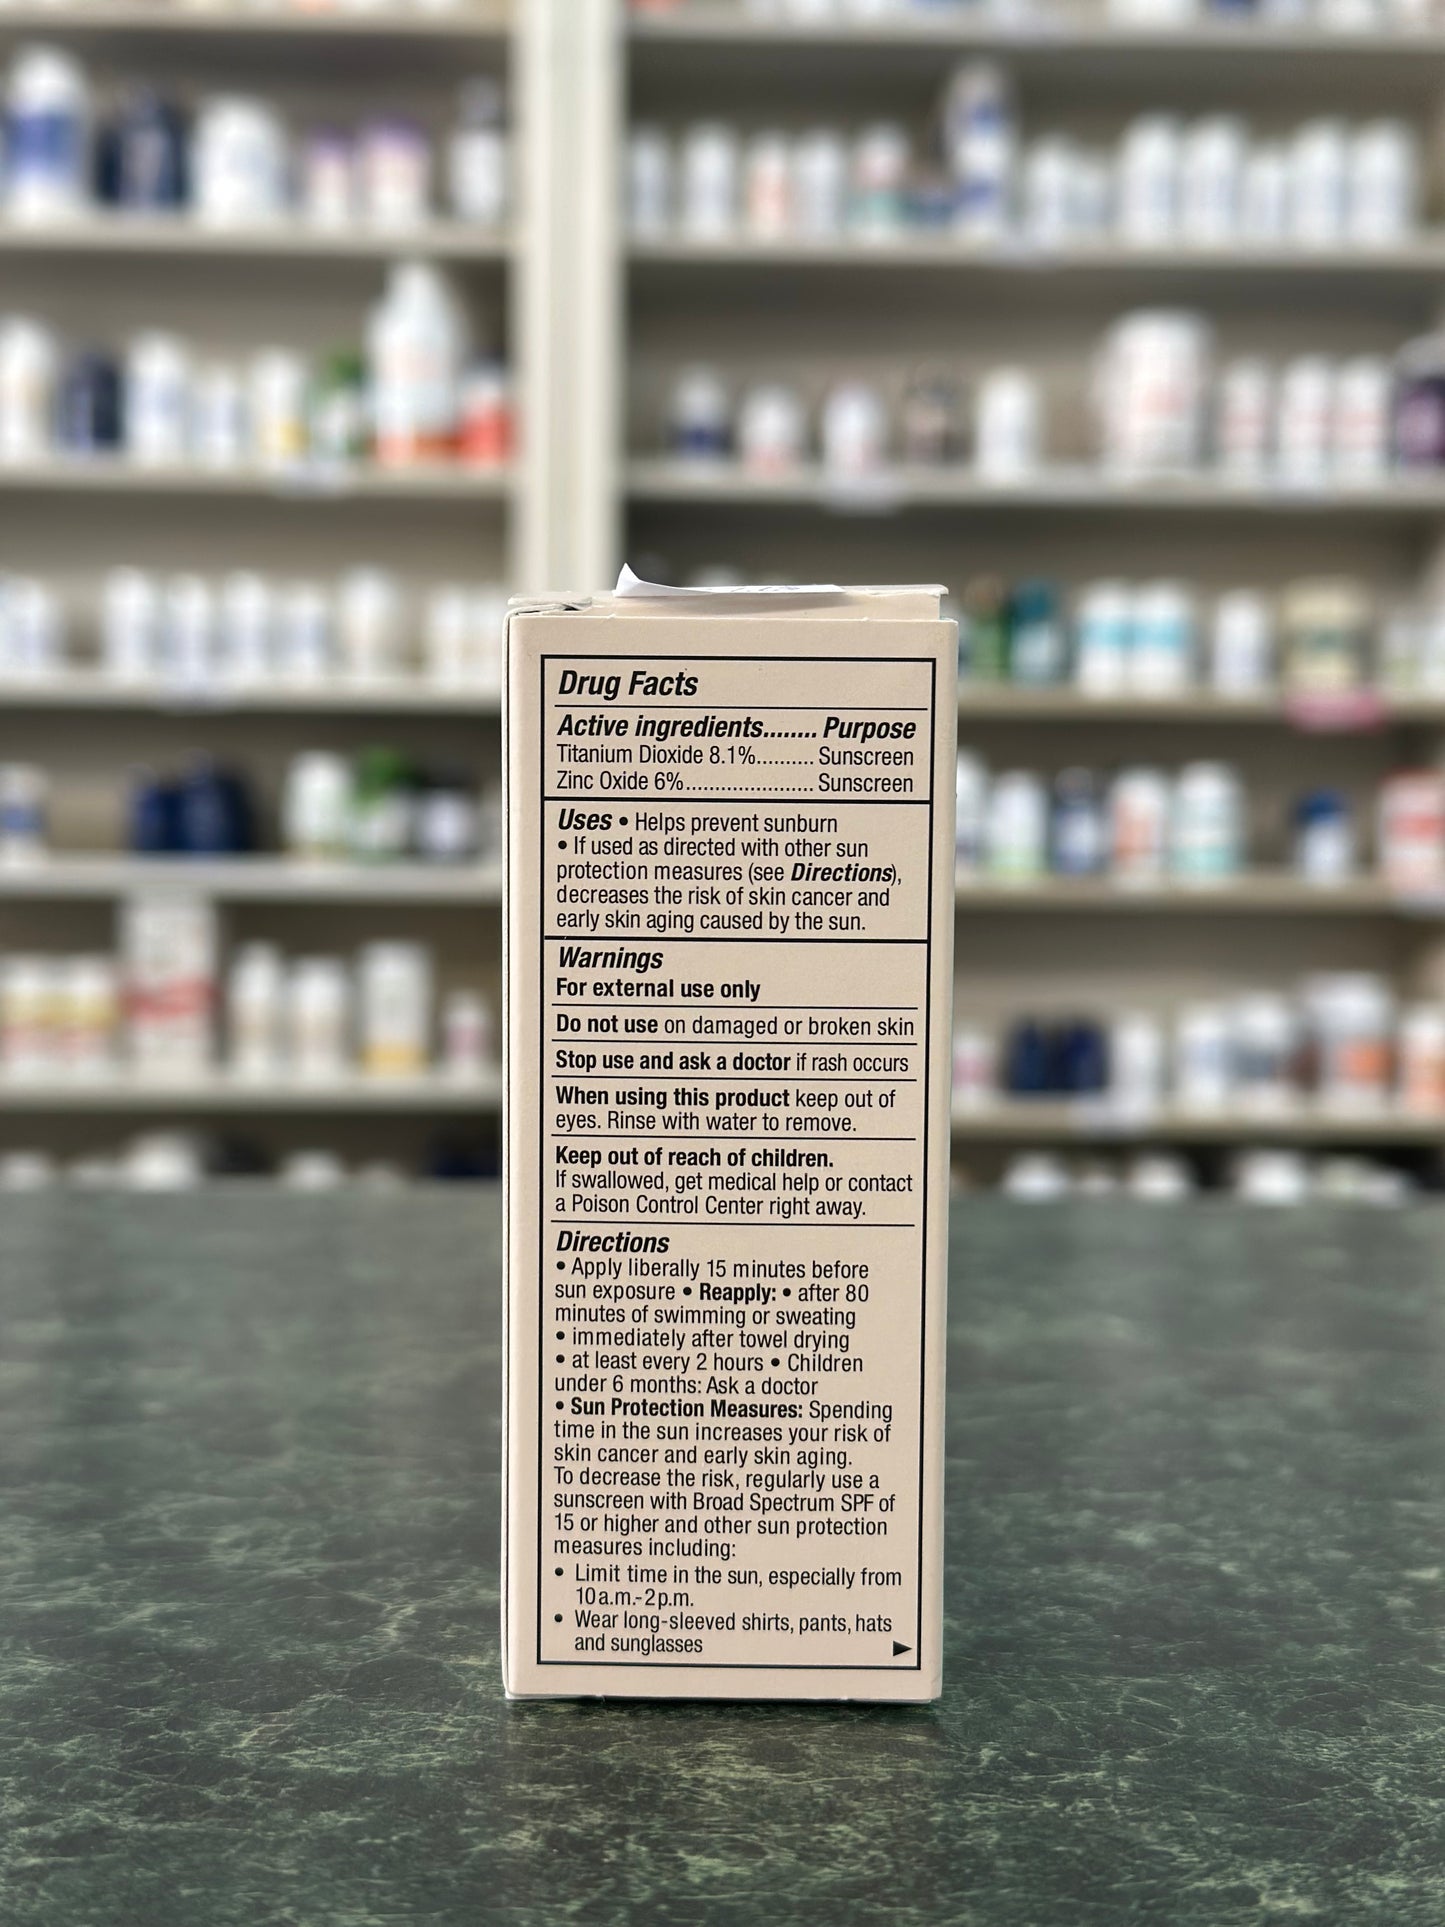 Drug Facts
Active ingredients........ Purpose
Titanium Dioxide 8.1%.......... Sunscreen
Zinc Oxide 6%....................... Sunscreen
Uses • Helps prevent sunburn
• If used as directed with other sun
protection measures (see Directions),
decreases the risk of skin cancer and
early skin aging caused by the sun.
Warnings
For external use only
Do not use on damaged or broken skin
Stop use and ask a doctor if rash occurs
When using this product keep out of
eyes. Rinse with water to remove.
Keep out of reach of children.
If swallowed, get medical help or contact
a Poison Control Center right away.
Directions
• Apply liberally 15 minutes before
sun exposure • Reapply: • after 80
minutes of swimming or sweating
• immediately after towel drying
• at least every 2 hours • Children
under 6 months: Ask a doctor
• Sun Protection Measures: Spending
time in the sun increases your risk of
skin cancer and early skin aging.
To decrease the risk, regularly use a
sunscreen with Broad Spectrum SPF of
15 or higher and other sun protection
measures including:
• Limit time in the sun, especially from
10 a.m.-2 p.m.
• Wear long-sleeved shirts, pants, hats
and sunglasses